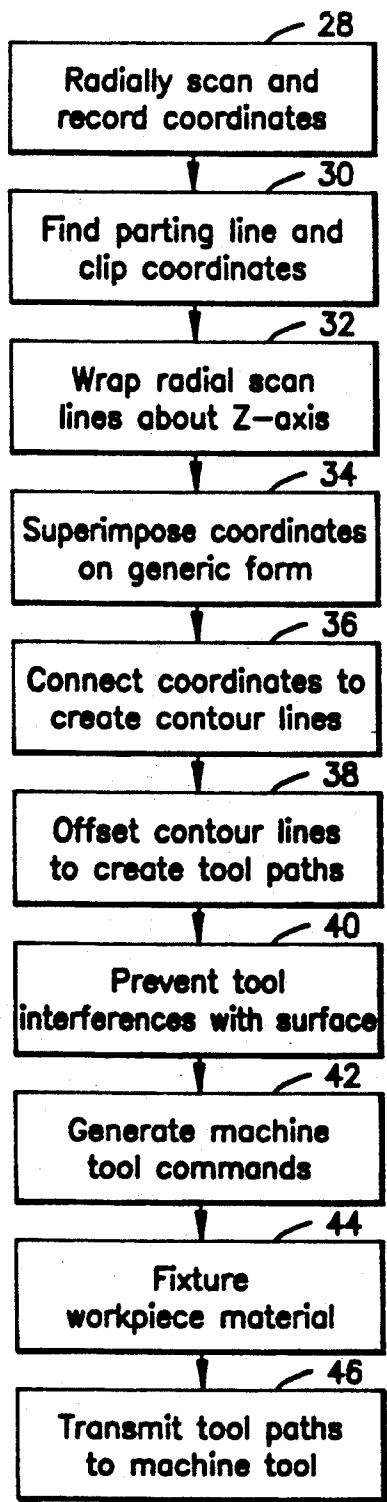 28
Radially scan and
record coordinates
30
Find parting line and
clip coordinates
32
Wrap radial scan
lines about Z-axis
34
Superimpose coordinates
on generic form
36
Connect coordinates to
create contour lines
38
Offset contour lines
to create tool paths
40
Prevent tool
interferences with surface
42
Generate machine
tool commands
44
Fixture
workpiece material
46
Transmit tool paths
to machine tool